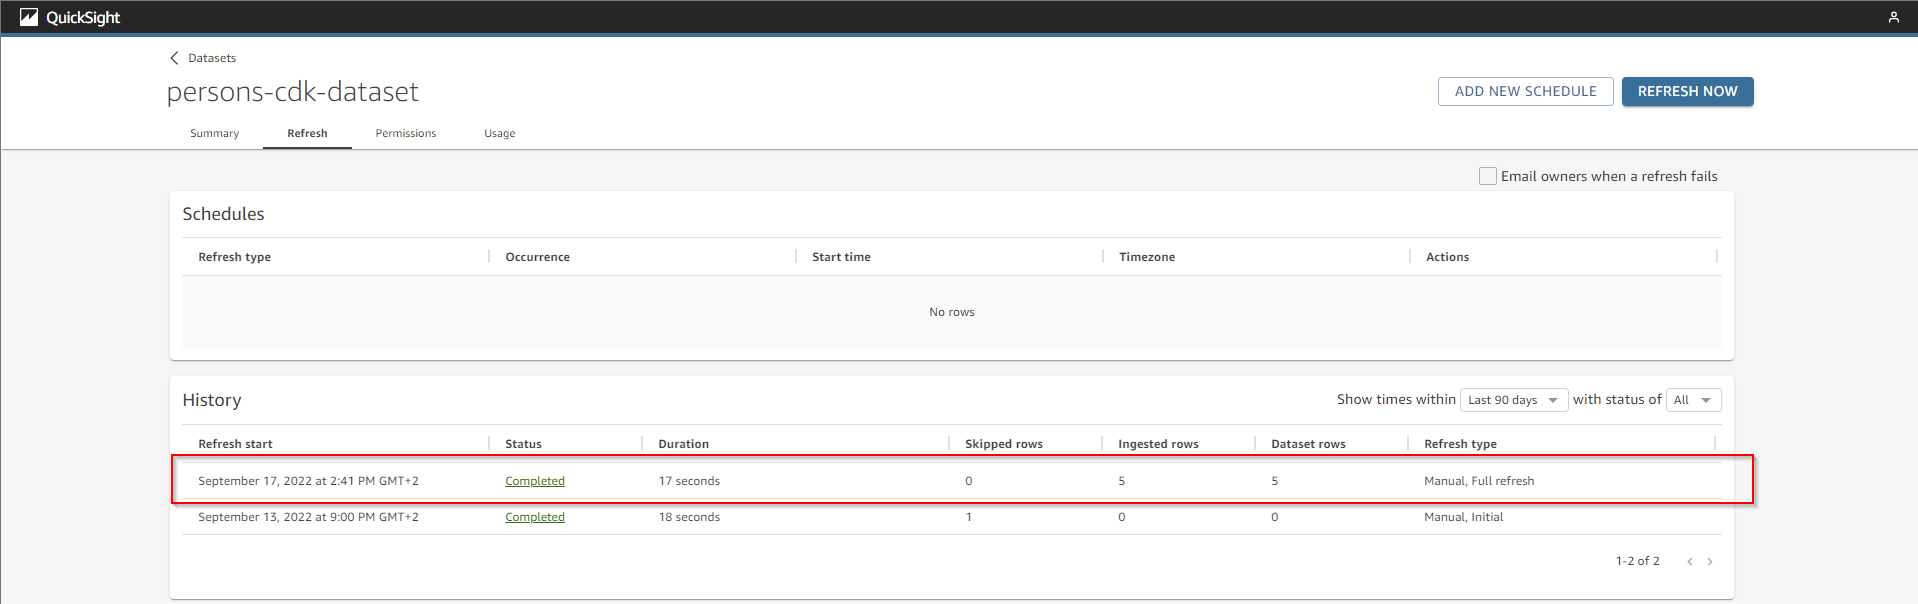 QuickSight
Datasets
persons-cdk-dataset
ADD NEW SCHEDULE REFRESH NOW
Summary Refresh Permissions Usage
Email owners when a refresh fails
Schedules
Refresh type Occurrence Start time Timezone Actions
No rows
History
Show times within Last 90 days with status of All
Refresh start Status Duration Skipped rows Ingested rows Dataset rows Refresh type
September 17, 2022 at 2:41 PM GMT+2 Completed 17 seconds 0 5 5 Manual, Full refresh
September 13, 2022 at 9:00 PM GMT+2 Completed 18 seconds 1 0 0 Manual, Initial
1-2 of 2